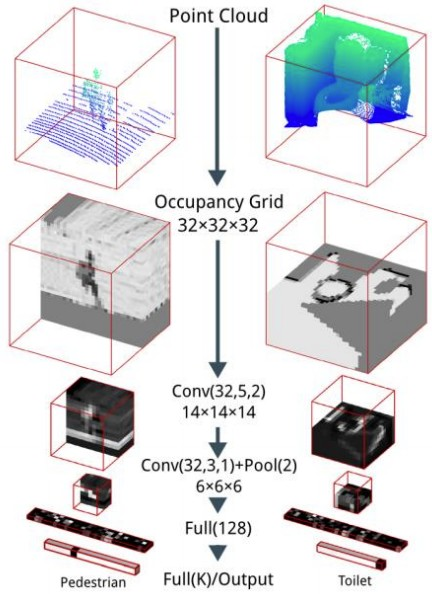 Point Cloud
Occupancy Grid
32×32×32
Conv(32,5,2)
14×14×14
Conv(32,3,1)+Pool(2)
6×6×6
Full(128)
Pedestrian
Full(K)/Output
Toilet